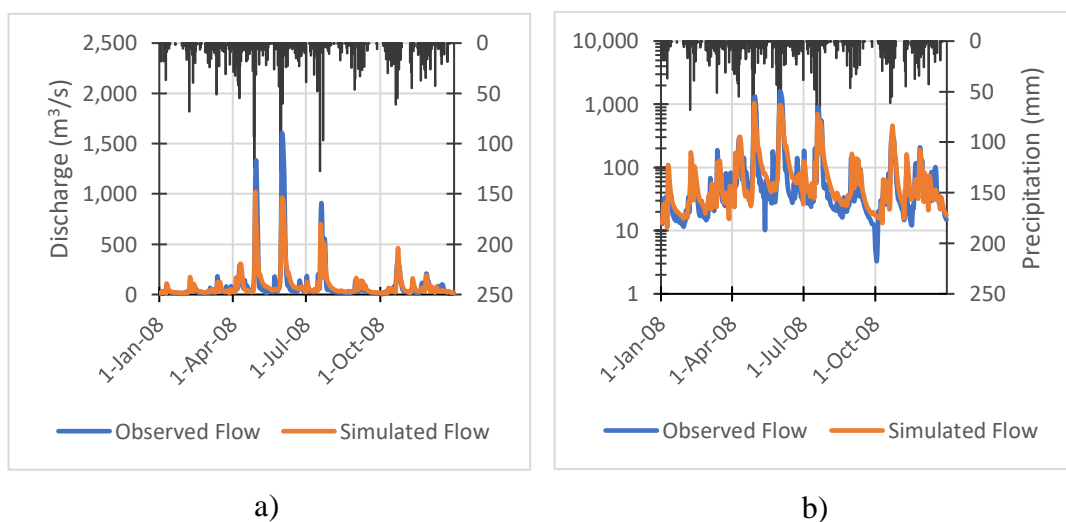 2,500
2,000
1,500
1,000
500
0
Discharge (m³/s)
0
50
100
150
200
250
1-Jan-08
1-Apr-08
1-Jul-08
1-Oct-08
Observed Flow
Simulated Flow
a)
10,000
1,000
100
10
1
0
50
100
150
200
250
Precipitation (mm)
1-Jan-08
1-Apr-08
1-Jul-08
1-Oct-08
Observed Flow
Simulated Flow
b)